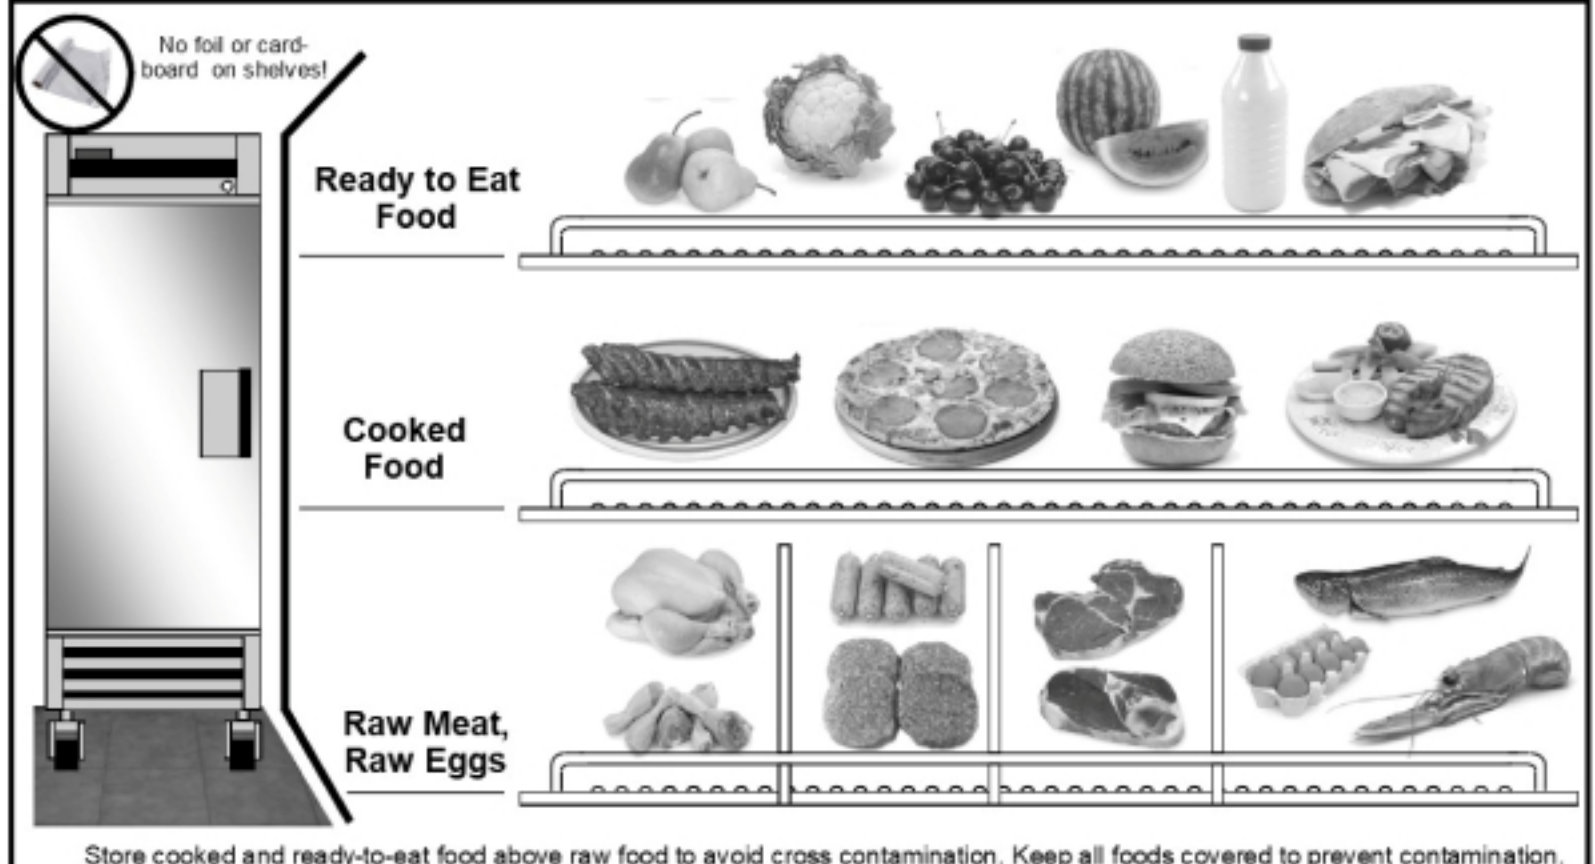 No foil or card-
board on shelves!
Ready to Eat
Food
Cooked
Food
Raw Meat,
Raw Eggs
Store cooked and ready-to-eat food above raw food to avoid cross contamination. Keep all foods covered to prevent contamination.